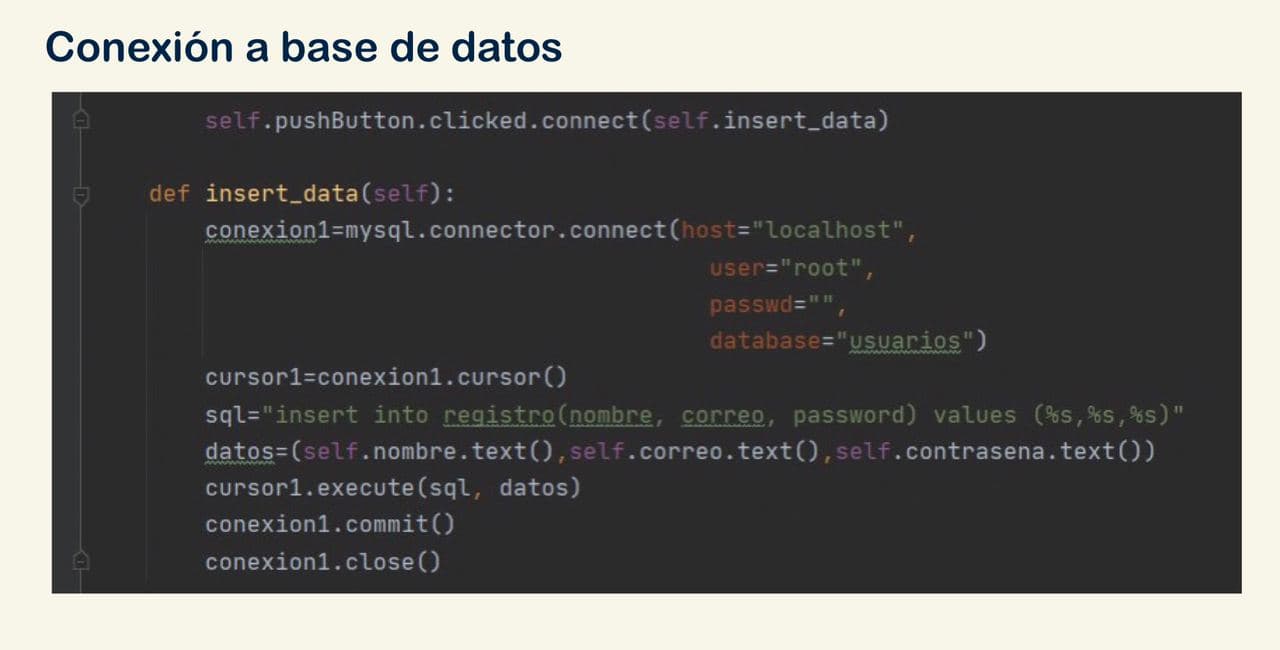 Conexión a base de datos
self.pushButton.clicked.connect(self.insert_data)
def insert_data(self):
conexion1=mysql.connector.connect(host="localhost",
user="root",
passwd="",
database="usuarios")
cursor1=conexion1.cursor()
sql="insert into registro(nombre, correo, password) values (%s,%s,%s)"
datos=(self.nombre.text(),self.correo.text(),self.contrasena.text())
cursor1.execute(sql, datos)
conexion1.commit()
conexion1.close()